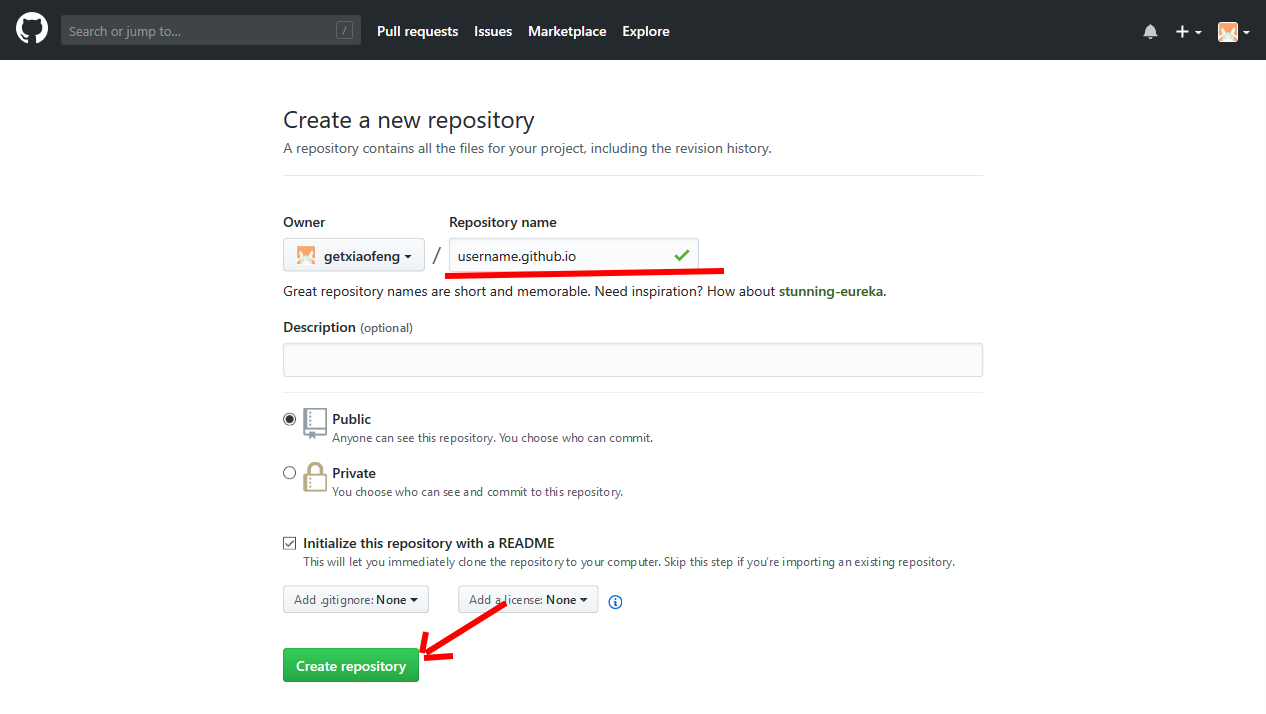 Search or jump to... / Pull requests Issues Marketplace Explore
Create a new repository
A repository contains all the files for your project, including the revision history.
Owner Repository name
getxiaofeng / username.github.io
Great repository names are short and memorable. Need inspiration? How about stunning-eureka.
Description (optional)
Public
Anyone can see this repository. You choose who can commit.
Private
You choose who can see and commit to this repository.
Initialize this repository with a README
This will let you immediately clone the repository to your computer. Skip this step if you're importing an existing repository.
Add .gitignore: None Add a license: None
Create repository